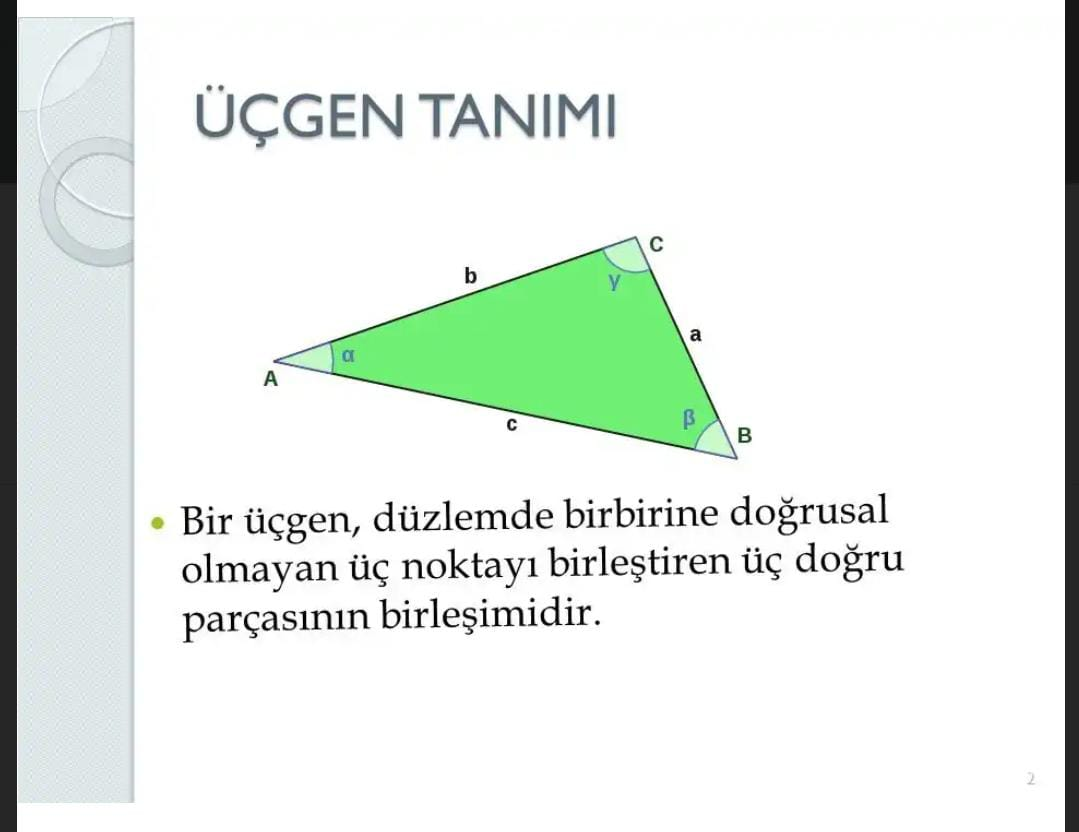 ÜÇGEN TANIMI
C
b
γ
a
α
A
β
c
B
• Bir üçgen, düzlemde birbirine doğrusal
olmayan üç noktayı birleştiren üç doğru
parçasının birleşimidir.
2